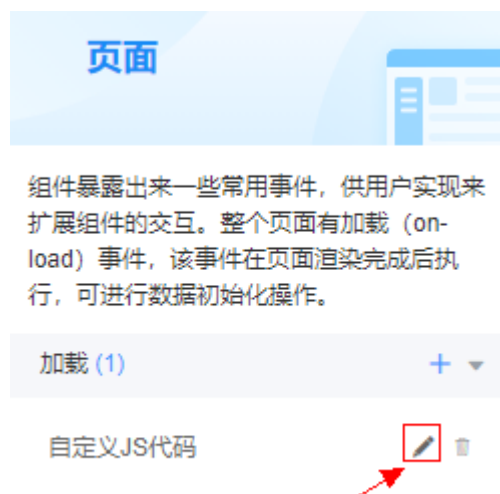 页面
组件暴露出来一些常用事件，供用户实现来
扩展组件的交互。整个页面有加载（on-
load）事件，该事件在页面渲染完成后执
行，可进行数据初始化操作。
加载 (1)
自定义JS代码